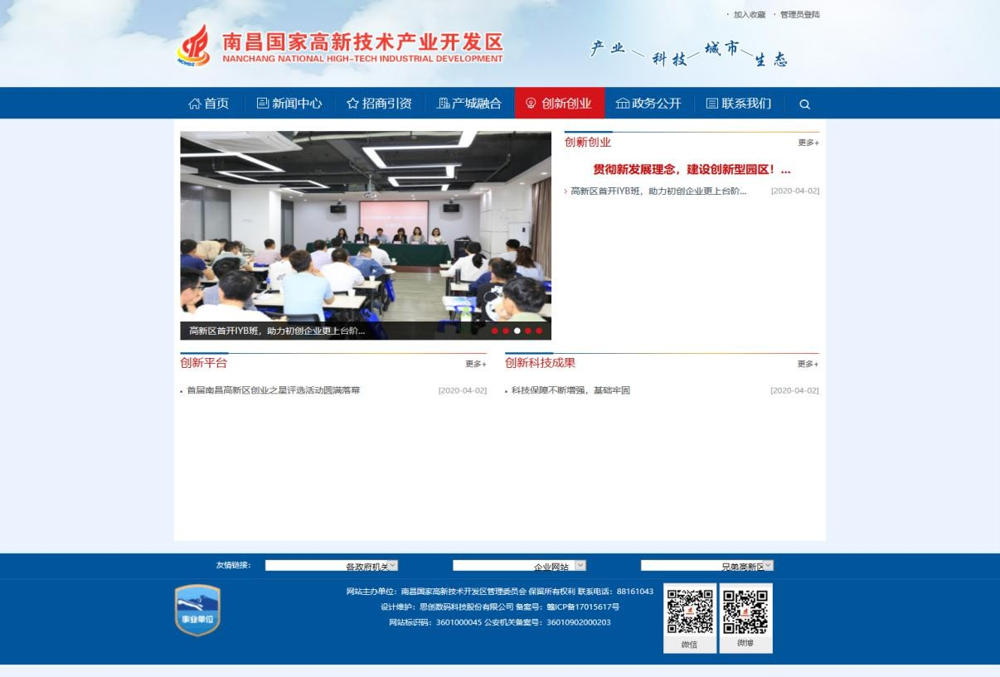 · 加入收藏 · 管理员登陆
南昌国家高新技术产业开发区
NANCHANG NATIONAL HIGH-TECH INDUSTRIAL DEVELOPMENT
NCHDZ
产业 科技 城市 生态
首页 新闻中心 招商引资 产城融合 创新创业 政务公开 联系我们
创新创业 更多+
贯彻新发展理念，建设创新型园区！...
高新区首开IYB班，助力初创企业更上台阶... [2020-04-02]
高新区首开IYB班，助力初创企业更上台阶...
创新平台 更多+
首届南昌高新区创业之星评选活动圆满落幕 [2020-04-02]
创新科技成果 更多+
科技保障不断增强，基础牢固 [2020-04-02]
友情链接： 各政府机关 企业网站 兄弟高新区
事业单位
网站主办单位：南昌国家高新技术开发区管理委员会 保留所有权利 联系电话：88161043
设计维护：思创数码科技股份有限公司 备案号：赣ICP备17015617号
网站标识码：3601000045 公安机关备案号：36010902000203
微信
微博